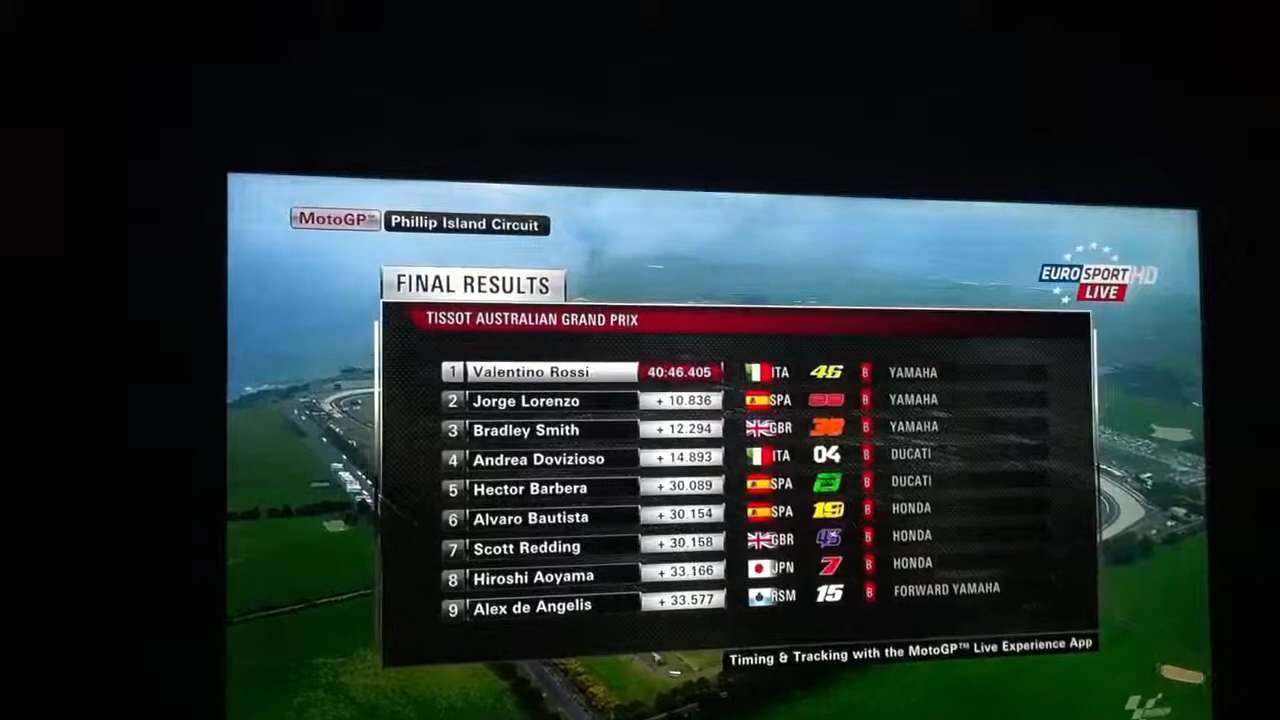 MotoGP™ Phillip Island Circuit
EUROSPORT HD
LIVE
FINAL RESULTS
TISSOT AUSTRALIAN GRAND PRIX
1 Valentino Rossi 40:46.405 ITA 46 B YAMAHA
2 Jorge Lorenzo + 10.836 SPA 99 B YAMAHA
3 Bradley Smith + 12.294 GBR 38 B YAMAHA
4 Andrea Dovizioso + 14.893 ITA 04 B DUCATI
5 Hector Barbera + 30.089 SPA B DUCATI
6 Alvaro Bautista + 30.154 SPA 19 B HONDA
7 Scott Redding + 30.158 GBR 45 B HONDA
8 Hiroshi Aoyama + 33.166 JPN 7 B HONDA
9 Alex de Angelis + 33.577 RSM 15 B FORWARD YAMAHA
Timing & Tracking with the MotoGP™ Live Experience App